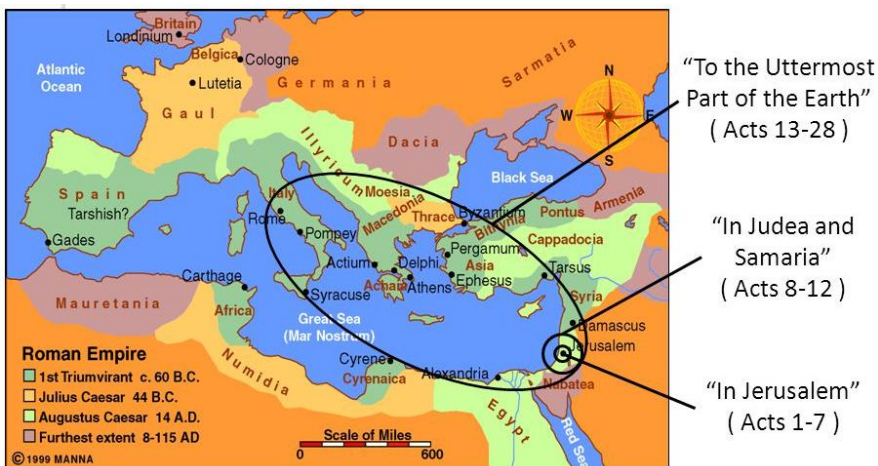 Britain
Londinium
Belgica
Cologne
Atlantic
Ocean
Lutetia
Germania
Sarmatia
Gaul
N
W
E
S
Dacia
Illyricum
Black Sea
Spain
Tarshish?
Italy
Moesia
Armenia
Rome
Macedonia
Thrace
Byzantium
Pontus
Bithynia
Gades
Pompey
Pergamum
Cappadocia
Actium
Delphi
Asia
Carthage
Achaia
Athens
Ephesus
Tarsus
Mauretania
Africa
Syracuse
Syria
Great Sea
(Mar Nostrum)
Damascus
Jerusalem
Numidia
Cyrene
Cyrenaica
Alexandria
Nabatea
Egypt
Red Sea
Roman Empire
1st Triumvirant c. 60 B.C.
Julius Caesar 44 B.C.
Augustus Caesar 14 A.D.
Furthest extent 8-115 AD
© 1999 MANNA
Scale of Miles
0
600
“To the Uttermost
Part of the Earth”
( Acts 13-28 )
“In Judea and
Samaria”
( Acts 8-12 )
“In Jerusalem”
( Acts 1-7 )